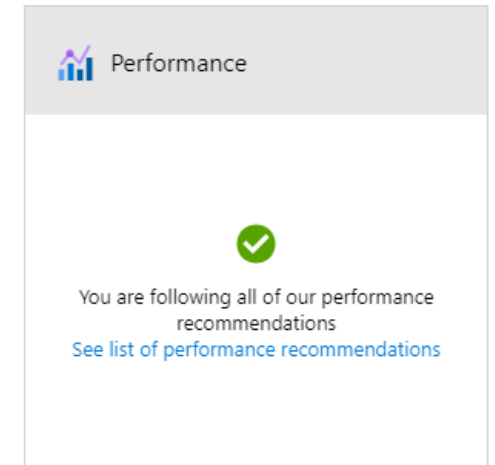 Performance
You are following all of our performance
recommendations
See list of performance recommendations